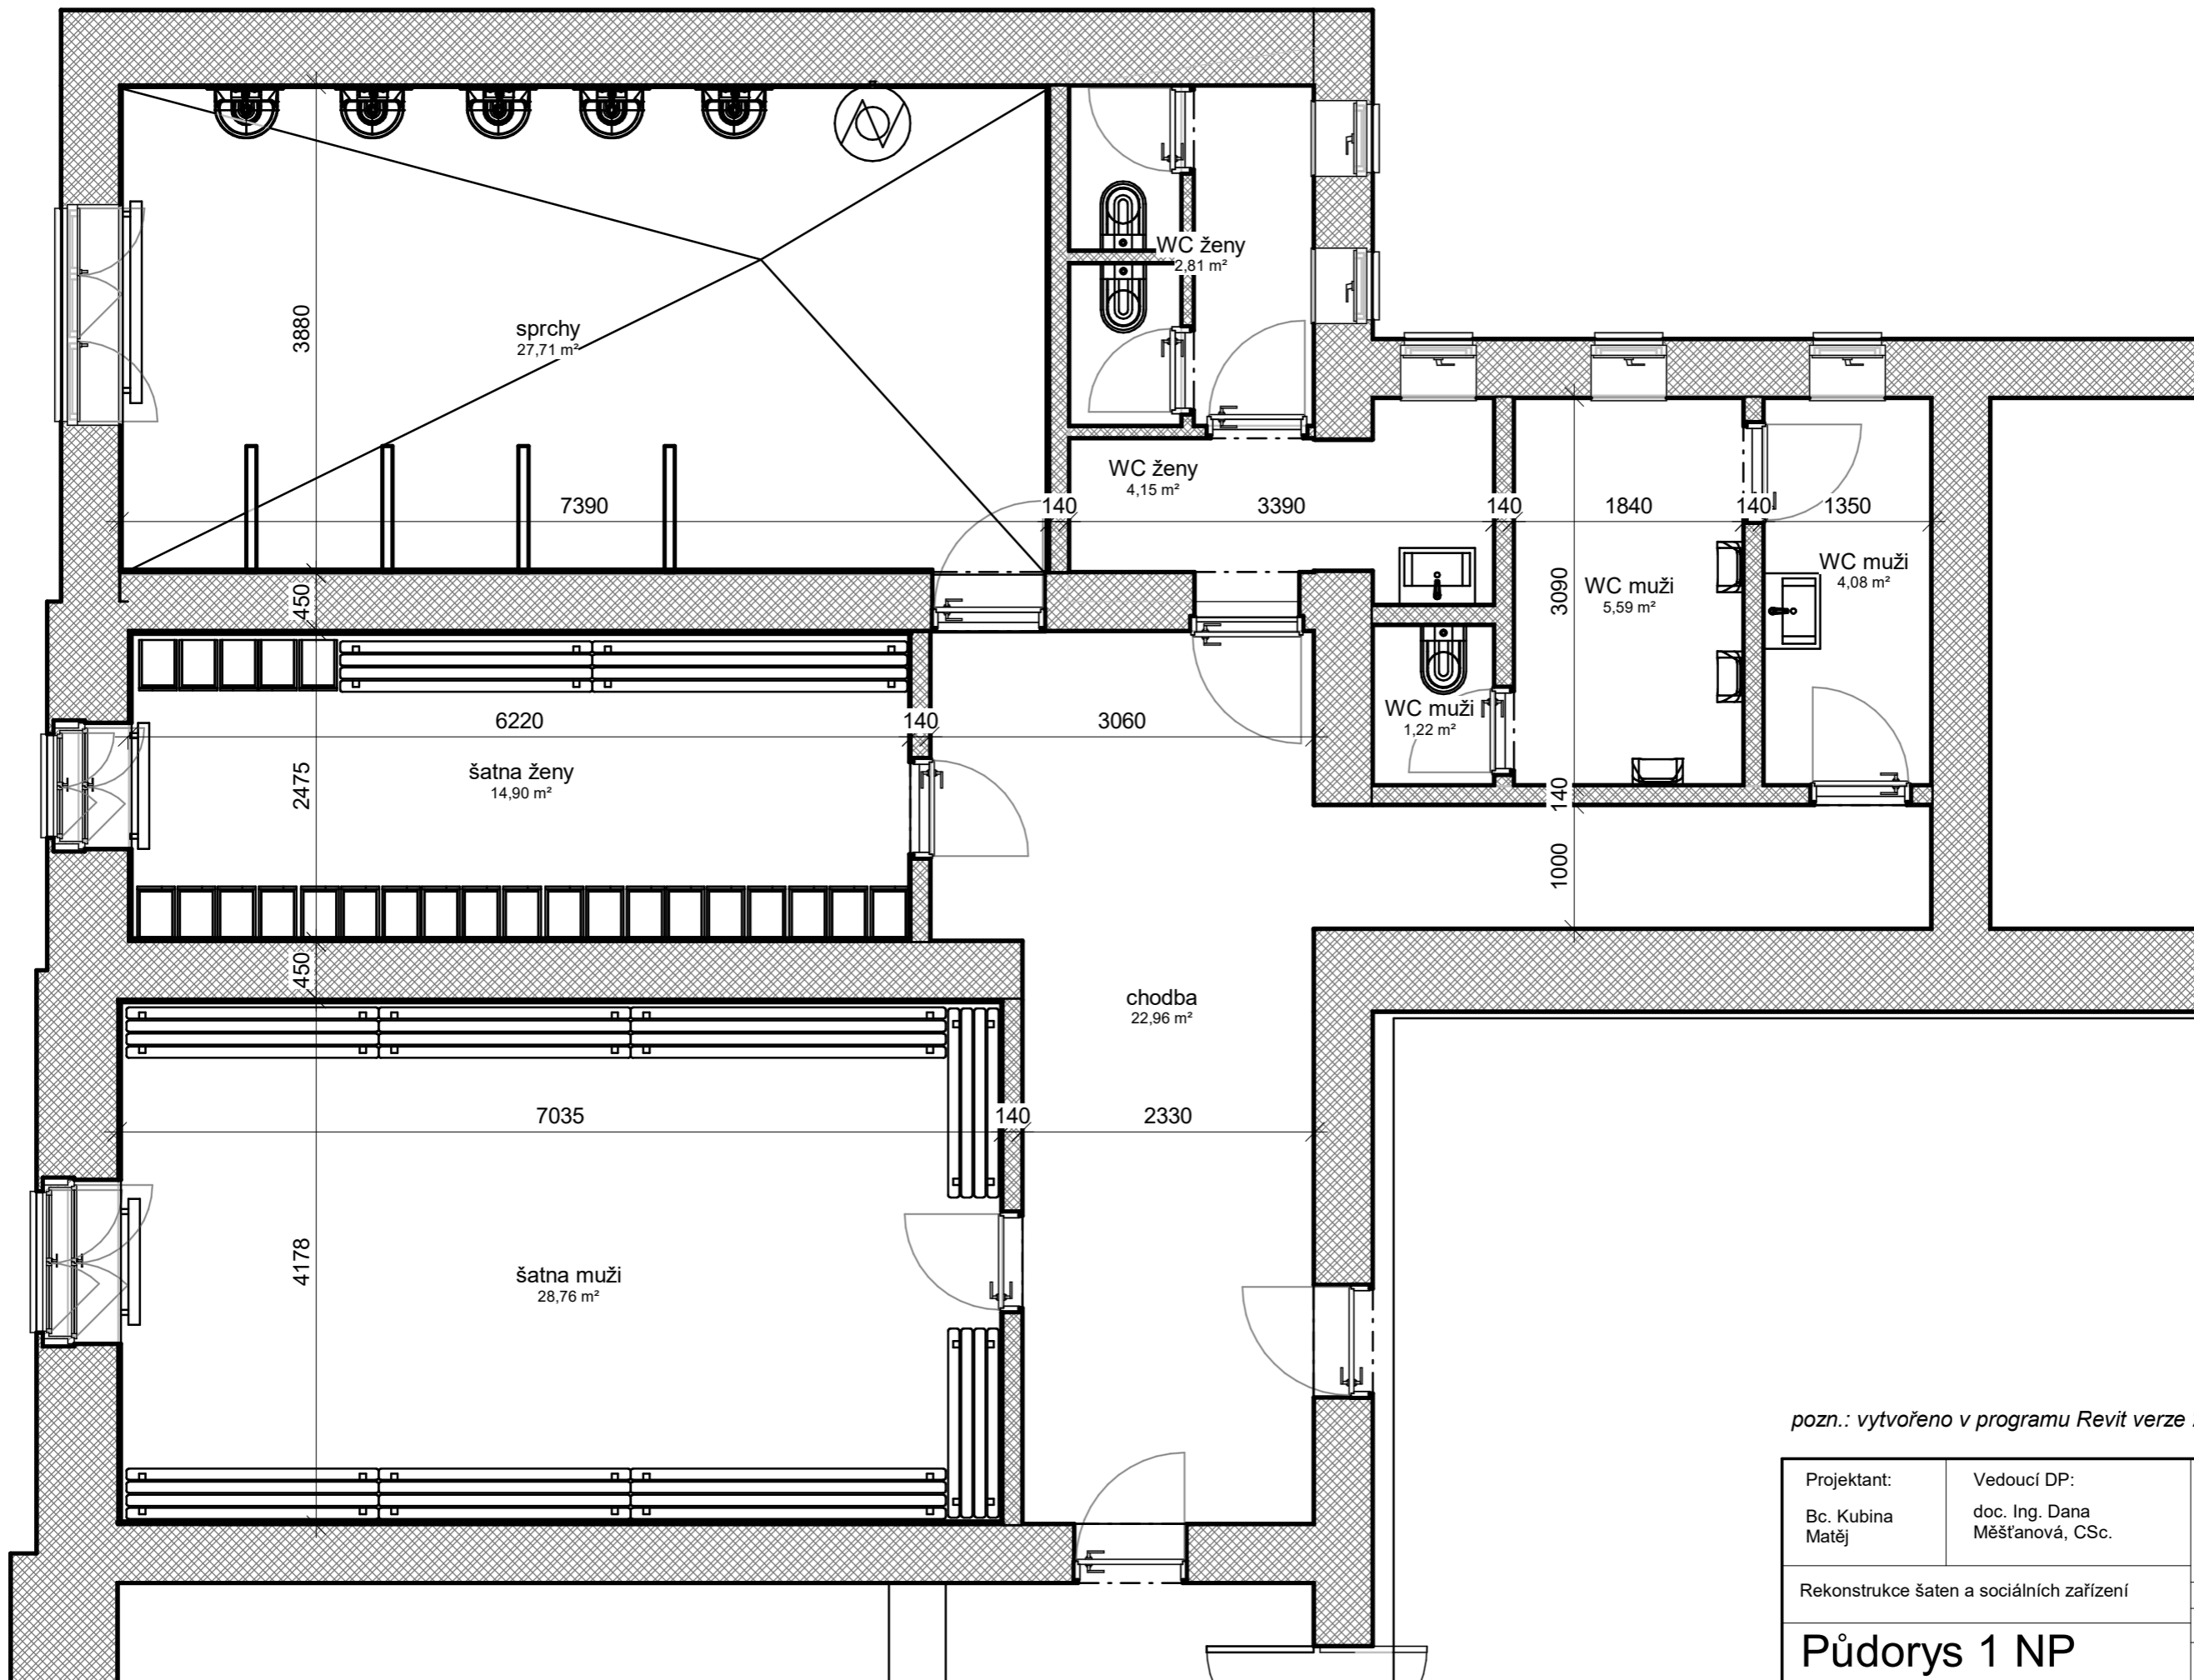 WC ženy
2,81 m²
3880
sprchy
27,71 m²
WC ženy
4,15 m²
7390
140
3390
140
1840
140
1350
450
3090
WC muži
5,59 m²
WC muži
4,08 m²
6220
140
3060
WC muži
1,22 m²
šatna ženy
14,90 m²
2475
140
1000
450
chodba
22,96 m²
7035
140
2330
4178
šatna muži
28,76 m²
pozn.: vytvořeno v programu Revit verze
Projektant:
Vedoucí DP:
Bc. Kubina
Matěj
doc. Ing. Dana
Měšťanová, CSc.
Rekonstrukce šaten a sociálních zařízení
Půdorys 1 NP